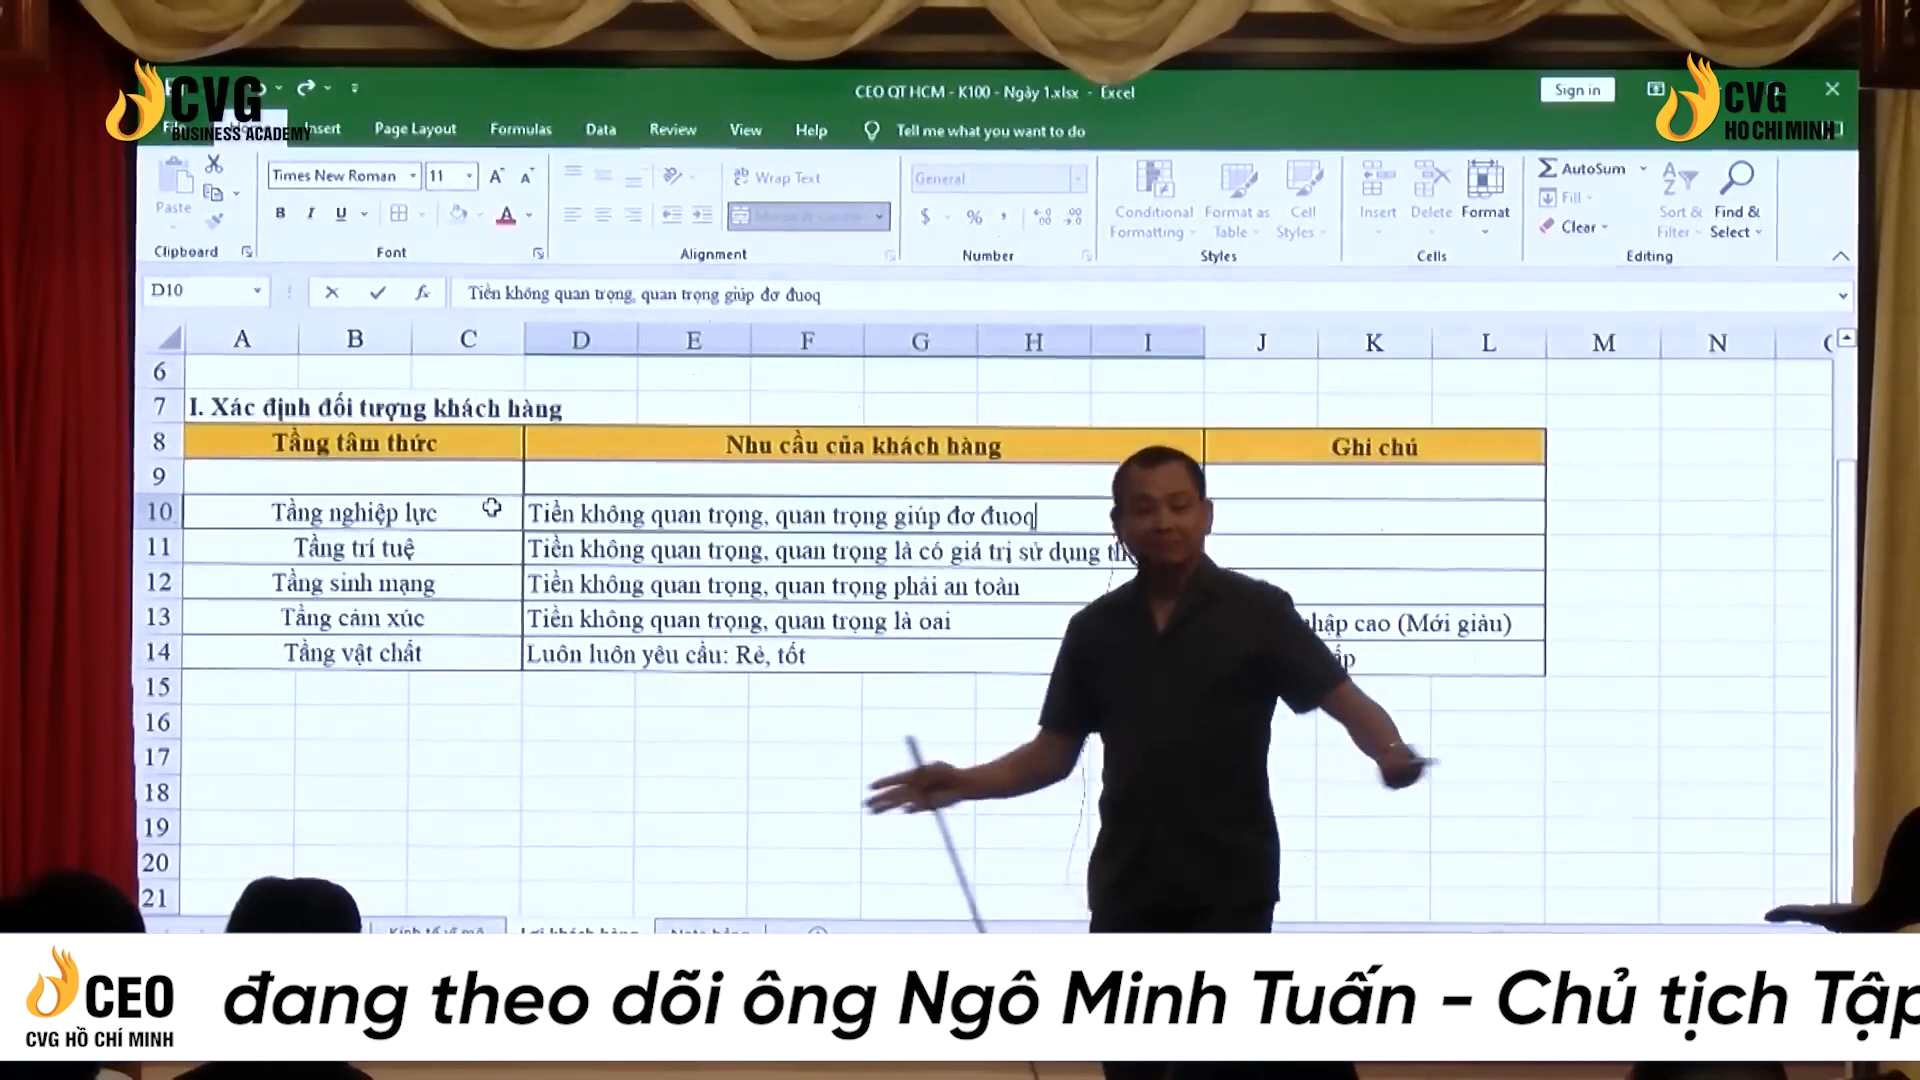 CVG
BUSINESS ACADEMY
CEO QT HCM - K100 - Ngày 1.xlsx - Excel
Sign in
CVG
HO CHI MINH
Insert Page Layout Formulas Data Review View Help Tell me what you want to do
Times New Roman 11
Wrap Text
General
AutoSum
Fill
Clear
Paste
B I U
Conditional Formatting
Format as Table
Cell Styles
Insert Delete Format
Sort & Filter
Find & Select
Clipboard Font Alignment Number Styles Cells Editing
D10 fx Tiền không quan trọng, quan trọng giúp đơ đuoq
A B C D E F G H I J K L M N
6
7 I. Xác định đối tượng khách hàng
8 Tầng tâm thức Nhu cầu của khách hàng Ghi chú
9
10 Tầng nghiệp lực Tiền không quan trọng, quan trọng giúp đơ đuoq
11 Tầng trí tuệ Tiền không quan trọng, quan trọng là có giá trị sử dụng
12 Tầng sinh mạng Tiền không quan trọng, quan trọng phải an toàn
13 Tầng cảm xúc Tiền không quan trọng, quan trọng là oai cao (Mới giàu)
14 Tầng vật chất Luôn luôn yêu cầu: Rẻ, tốt
15
16
17
18
19
20
21
CEO
CVG HỒ CHÍ MINH
đang theo dõi ông Ngô Minh Tuấn - Chủ tịch Tập